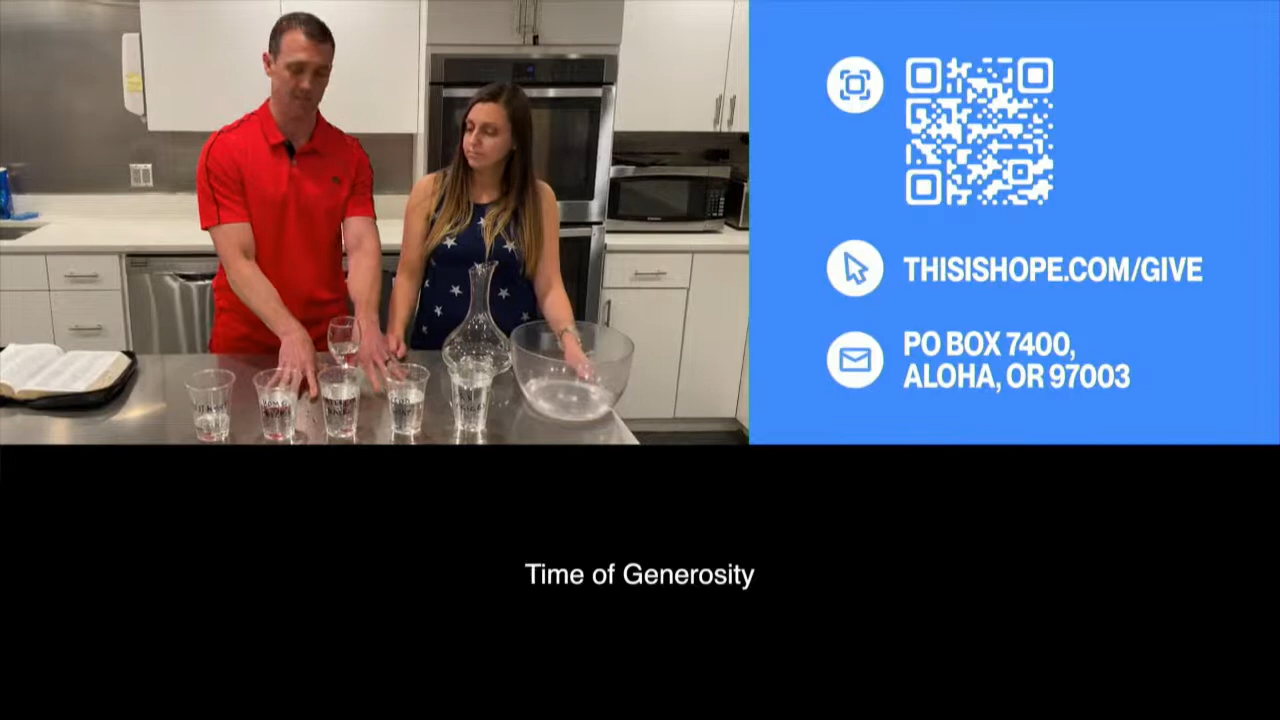 THISISHOPE.COM/GIVE
PO BOX 7400,
ALOHA, OR 97003
Time of Generosity